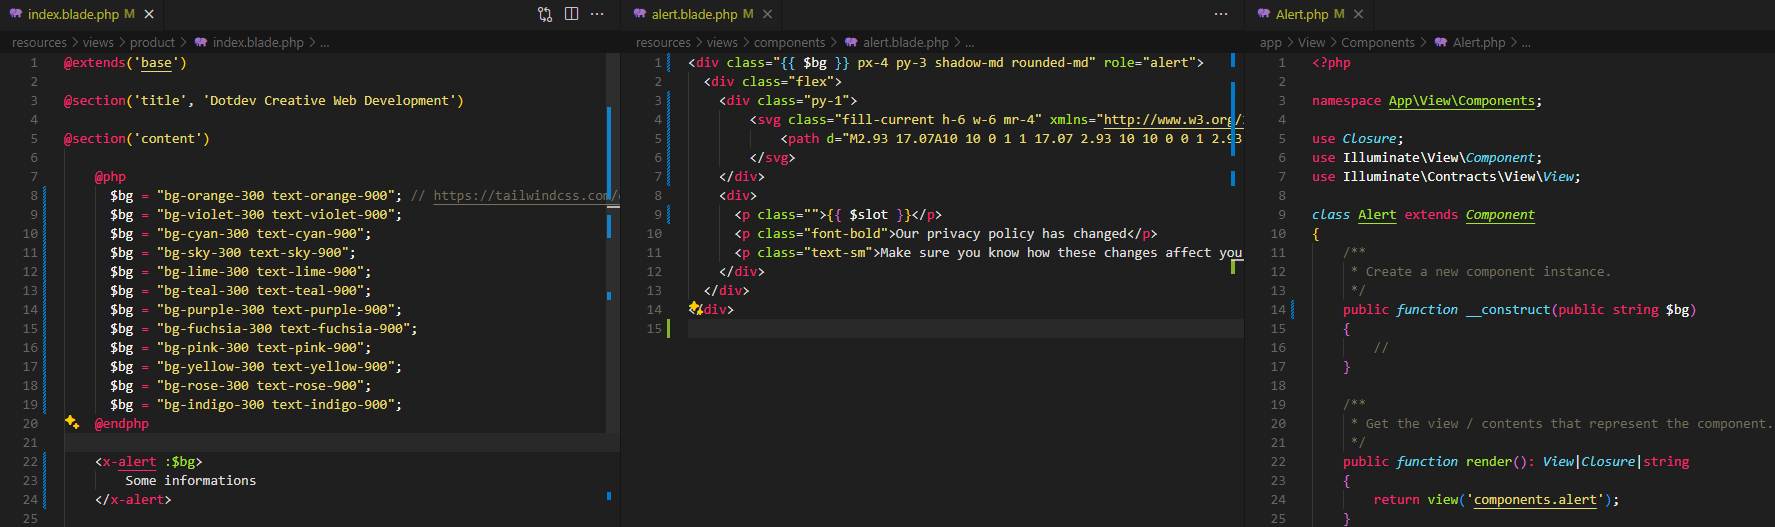 index.blade.php M
resources > views > product > index.blade.php > ...
1 @extends('base')
2
3 @section('title', 'Dotdev Creative Web Development')
4
5 @section('content')
6
7 @php
8 $bg = "bg-orange-300 text-orange-900"; // https://tailwindcss.com/
9 $bg = "bg-violet-300 text-violet-900";
10 $bg = "bg-cyan-300 text-cyan-900";
11 $bg = "bg-sky-300 text-sky-900";
12 $bg = "bg-lime-300 text-lime-900";
13 $bg = "bg-teal-300 text-teal-900";
14 $bg = "bg-purple-300 text-purple-900";
15 $bg = "bg-fuchsia-300 text-fuchsia-900";
16 $bg = "bg-pink-300 text-pink-900";
17 $bg = "bg-yellow-300 text-yellow-900";
18 $bg = "bg-rose-300 text-rose-900";
19 $bg = "bg-indigo-300 text-indigo-900";
20 @endphp
21
22 <x-alert :$bg>
23 Some informations
24 </x-alert>
25
alert.blade.php M
resources > views > components > alert.blade.php > ...
1 <div class="{{ $bg }} px-4 py-3 shadow-md rounded-md" role="alert">
2 <div class="flex">
3 <div class="py-1">
4 <svg class="fill-current h-6 w-6 mr-4" xmlns="http://www.w3.org/
5 <path d="M2.93 17.07A10 10 0 1 1 17.07 2.93 10 10 0 0 1 2.93
6 </svg>
7 </div>
8 <div>
9 <p class="">{{ $slot }}</p>
10 <p class="font-bold">Our privacy policy has changed</p>
11 <p class="text-sm">Make sure you know how these changes affect you
12 </div>
13 </div>
14 </div>
15
Alert.php M
app > View > Components > Alert.php > ...
1 <?php
2
3 namespace App\View\Components;
4
5 use Closure;
6 use Illuminate\View\Component;
7 use Illuminate\Contracts\View\View;
8
9 class Alert extends Component
10 {
11 /**
12 * Create a new component instance.
13 */
14 public function __construct(public string $bg)
15 {
16 //
17 }
18
19 /**
20 * Get the view / contents that represent the component.
21 */
22 public function render(): View|Closure|string
23 {
24 return view('components.alert');
25 }